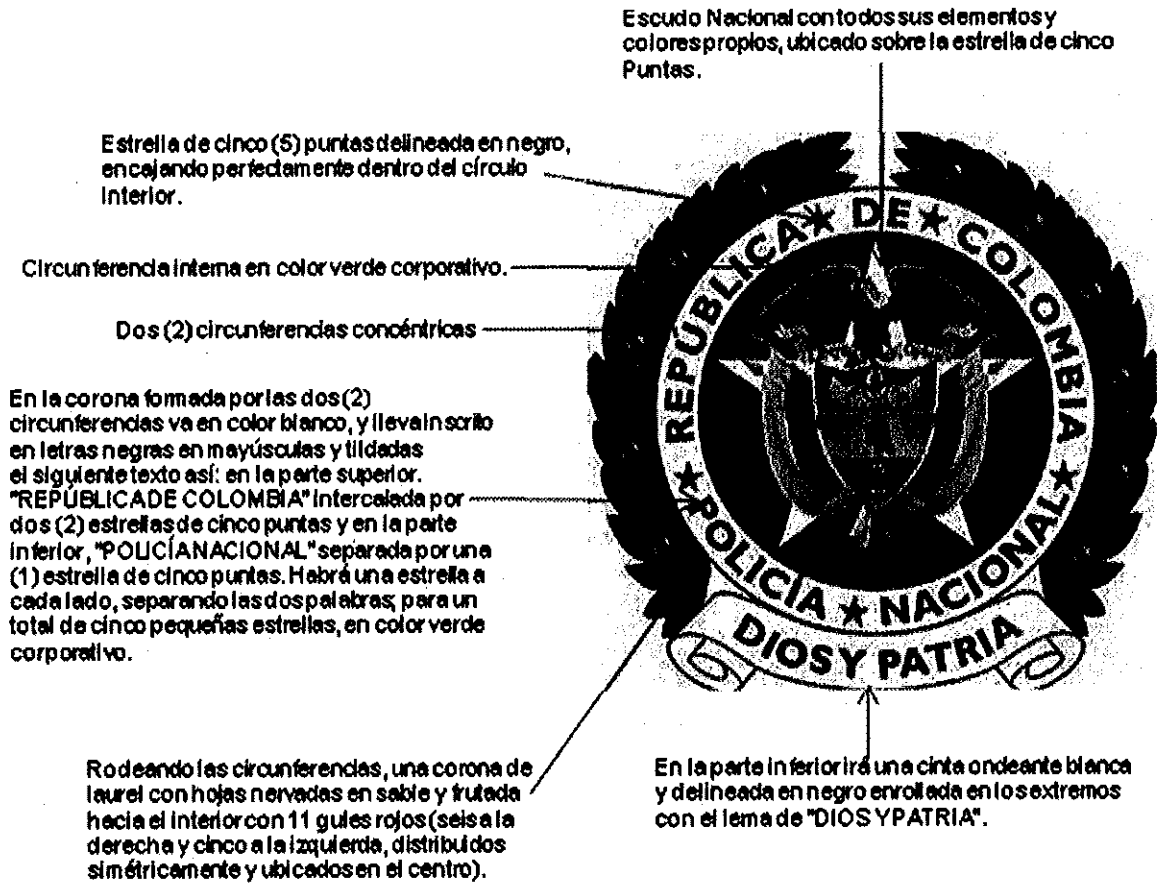 Escudo Nacional con todos sus elementos y
colores propios, ubicado sobre la estrella de cinco
Puntas.
Estrella de cinco (5) puntas delineada en negro,
encajando perfectamente dentro del círculo
Interior.
Circunferencia interna en color verde corporativo.
Dos (2) circunferencias concéntricas
En la corona formada por las dos (2)
circunferencias va en color blanco, y lleva inscrito
en letras negras en mayúsculas y tildadas
el siguiente texto así: en la parte superior.
"REPÚBLICA DE COLOMBIA" intercalada por
dos (2) estrellas de cinco puntas y en la parte
inferior, "POLICÍA NACIONAL" separada por una
(1) estrella de cinco puntas. Habrá una estrella a
cada lado, separando las dos palabras; para un
total de cinco pequeñas estrellas, en color verde
corporativo.
Rodeando las circunferencias, una corona de
laurel con hojas nervadas en sable y frutada
hacia el interior con 11 gules rojos (seis a la
derecha y cinco a la izquierda, distribuidos
simétricamente y ubicados en el centro).
REPÚBLICA ★ DE ★ COLOMBIA
★ POLICÍA ★ NACIONAL ★
DIOS Y PATRIA
En la parte inferior irá una cinta ondeante blanca
y delineada en negro enrollada en los extremos
con el lema de "DIOS Y PATRIA".